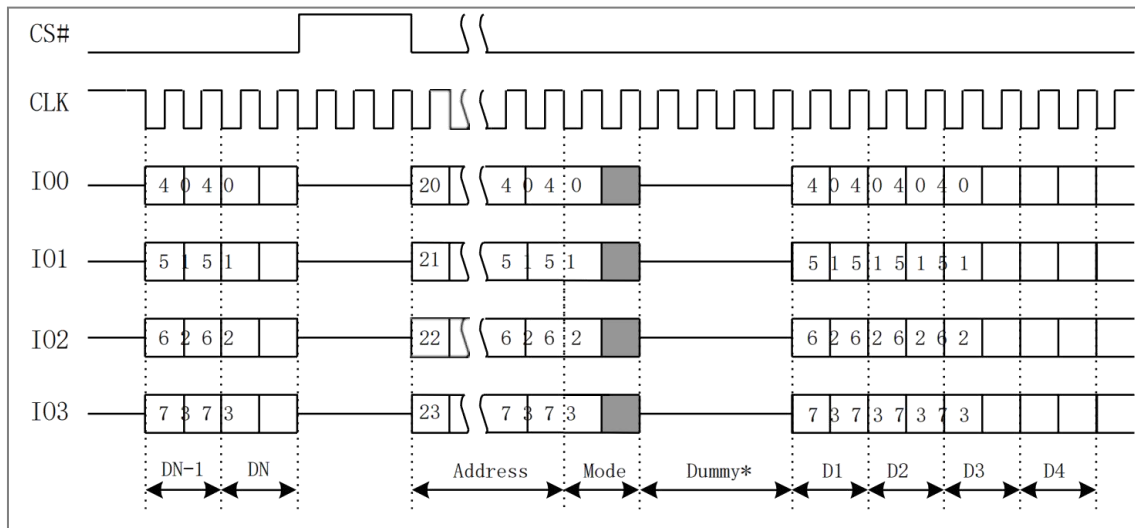 CS#
CLK
IO0 4 0 4 0 20 4 0 4 0 4 0 4 0 4 0 4 0
IO1 5 1 5 1 21 5 1 5 1 5 1 5 1 5 1 5 1
IO2 6 2 6 2 22 6 2 6 2 6 2 6 2 6 2 6 2
IO3 7 3 7 3 23 7 3 7 3 7 3 7 3 7 3 7 3
DN-1 DN Address Mode Dummy* D1 D2 D3 D4